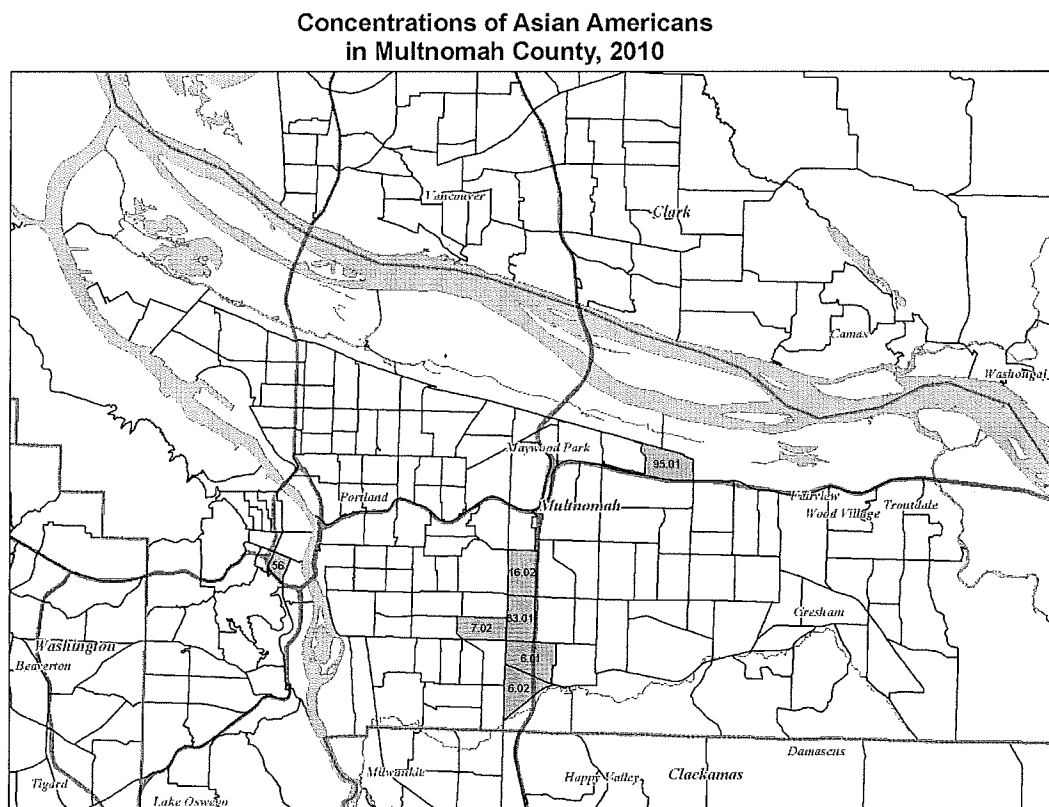 Concentrations of Asian Americans
in Multnomah County, 2010
Vancouver
Clark
Camas
Washougal
Maywood Park
95.01
Portland
Multnomah
Fairview
Wood Village
Troutdale
56
16.02
83.01
7.02
Gresham
Washington
Beaverton
6.01
6.02
Damascus
Tigard
Milwaukie
Happy Valley
Clackamas
Lake Oswego